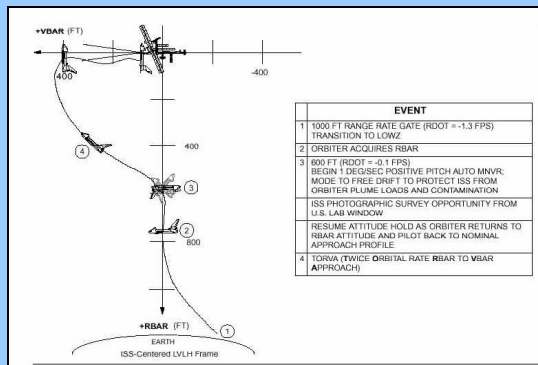 +VBAR (FT)
400
-400
400
4
3
2
800
+RBAR (FT)
1
EARTH
ISS-Centered LVLH Frame
EVENT
1 1000 FT RANGE RATE GATE (RDOT = -1.3 FPS)
TRANSITION TO LOWZ
2 ORBITER ACQUIRES RBAR
3 600 FT (RDOT = -0.1 FPS)
BEGIN 1 DEG/SEC POSITIVE PITCH AUTO MNVR;
MODE TO FREE DRIFT TO PROTECT ISS FROM
ORBITER PLUME LOADS AND CONTAMINATION
ISS PHOTOGRAPHIC SURVEY OPPORTUNITY FROM
U.S. LAB WINDOW
RESUME ATTITUDE HOLD AS ORBITER RETURNS TO
RBAR ATTITUDE AND PILOT BACK TO NOMINAL
APPROACH PROFILE
4 TORVA (TWICE ORBITAL RATE RBAR TO VBAR
APPROACH)